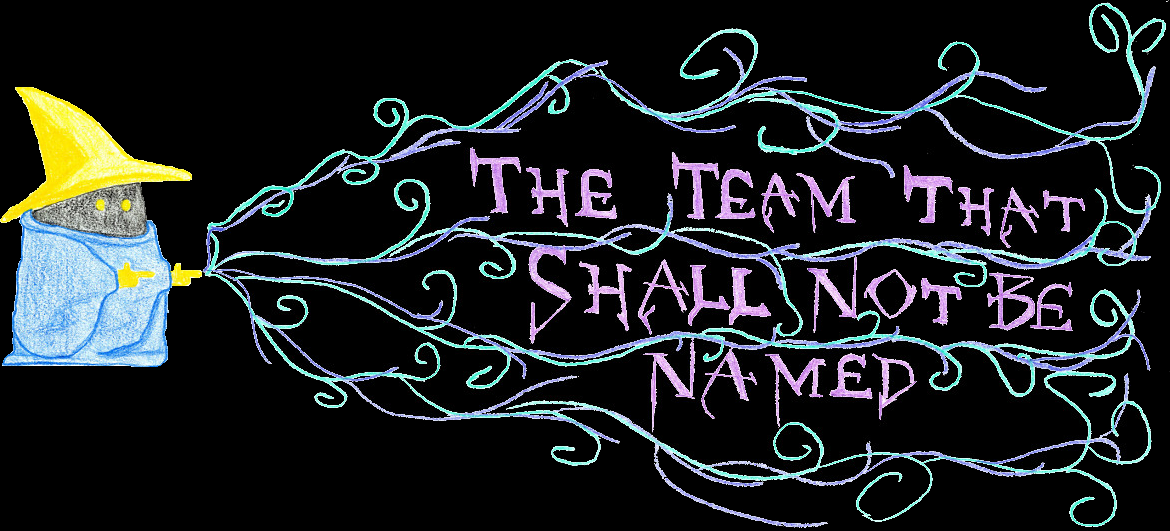 THE TEAM THAT
SHALL NOT BE
NAMED